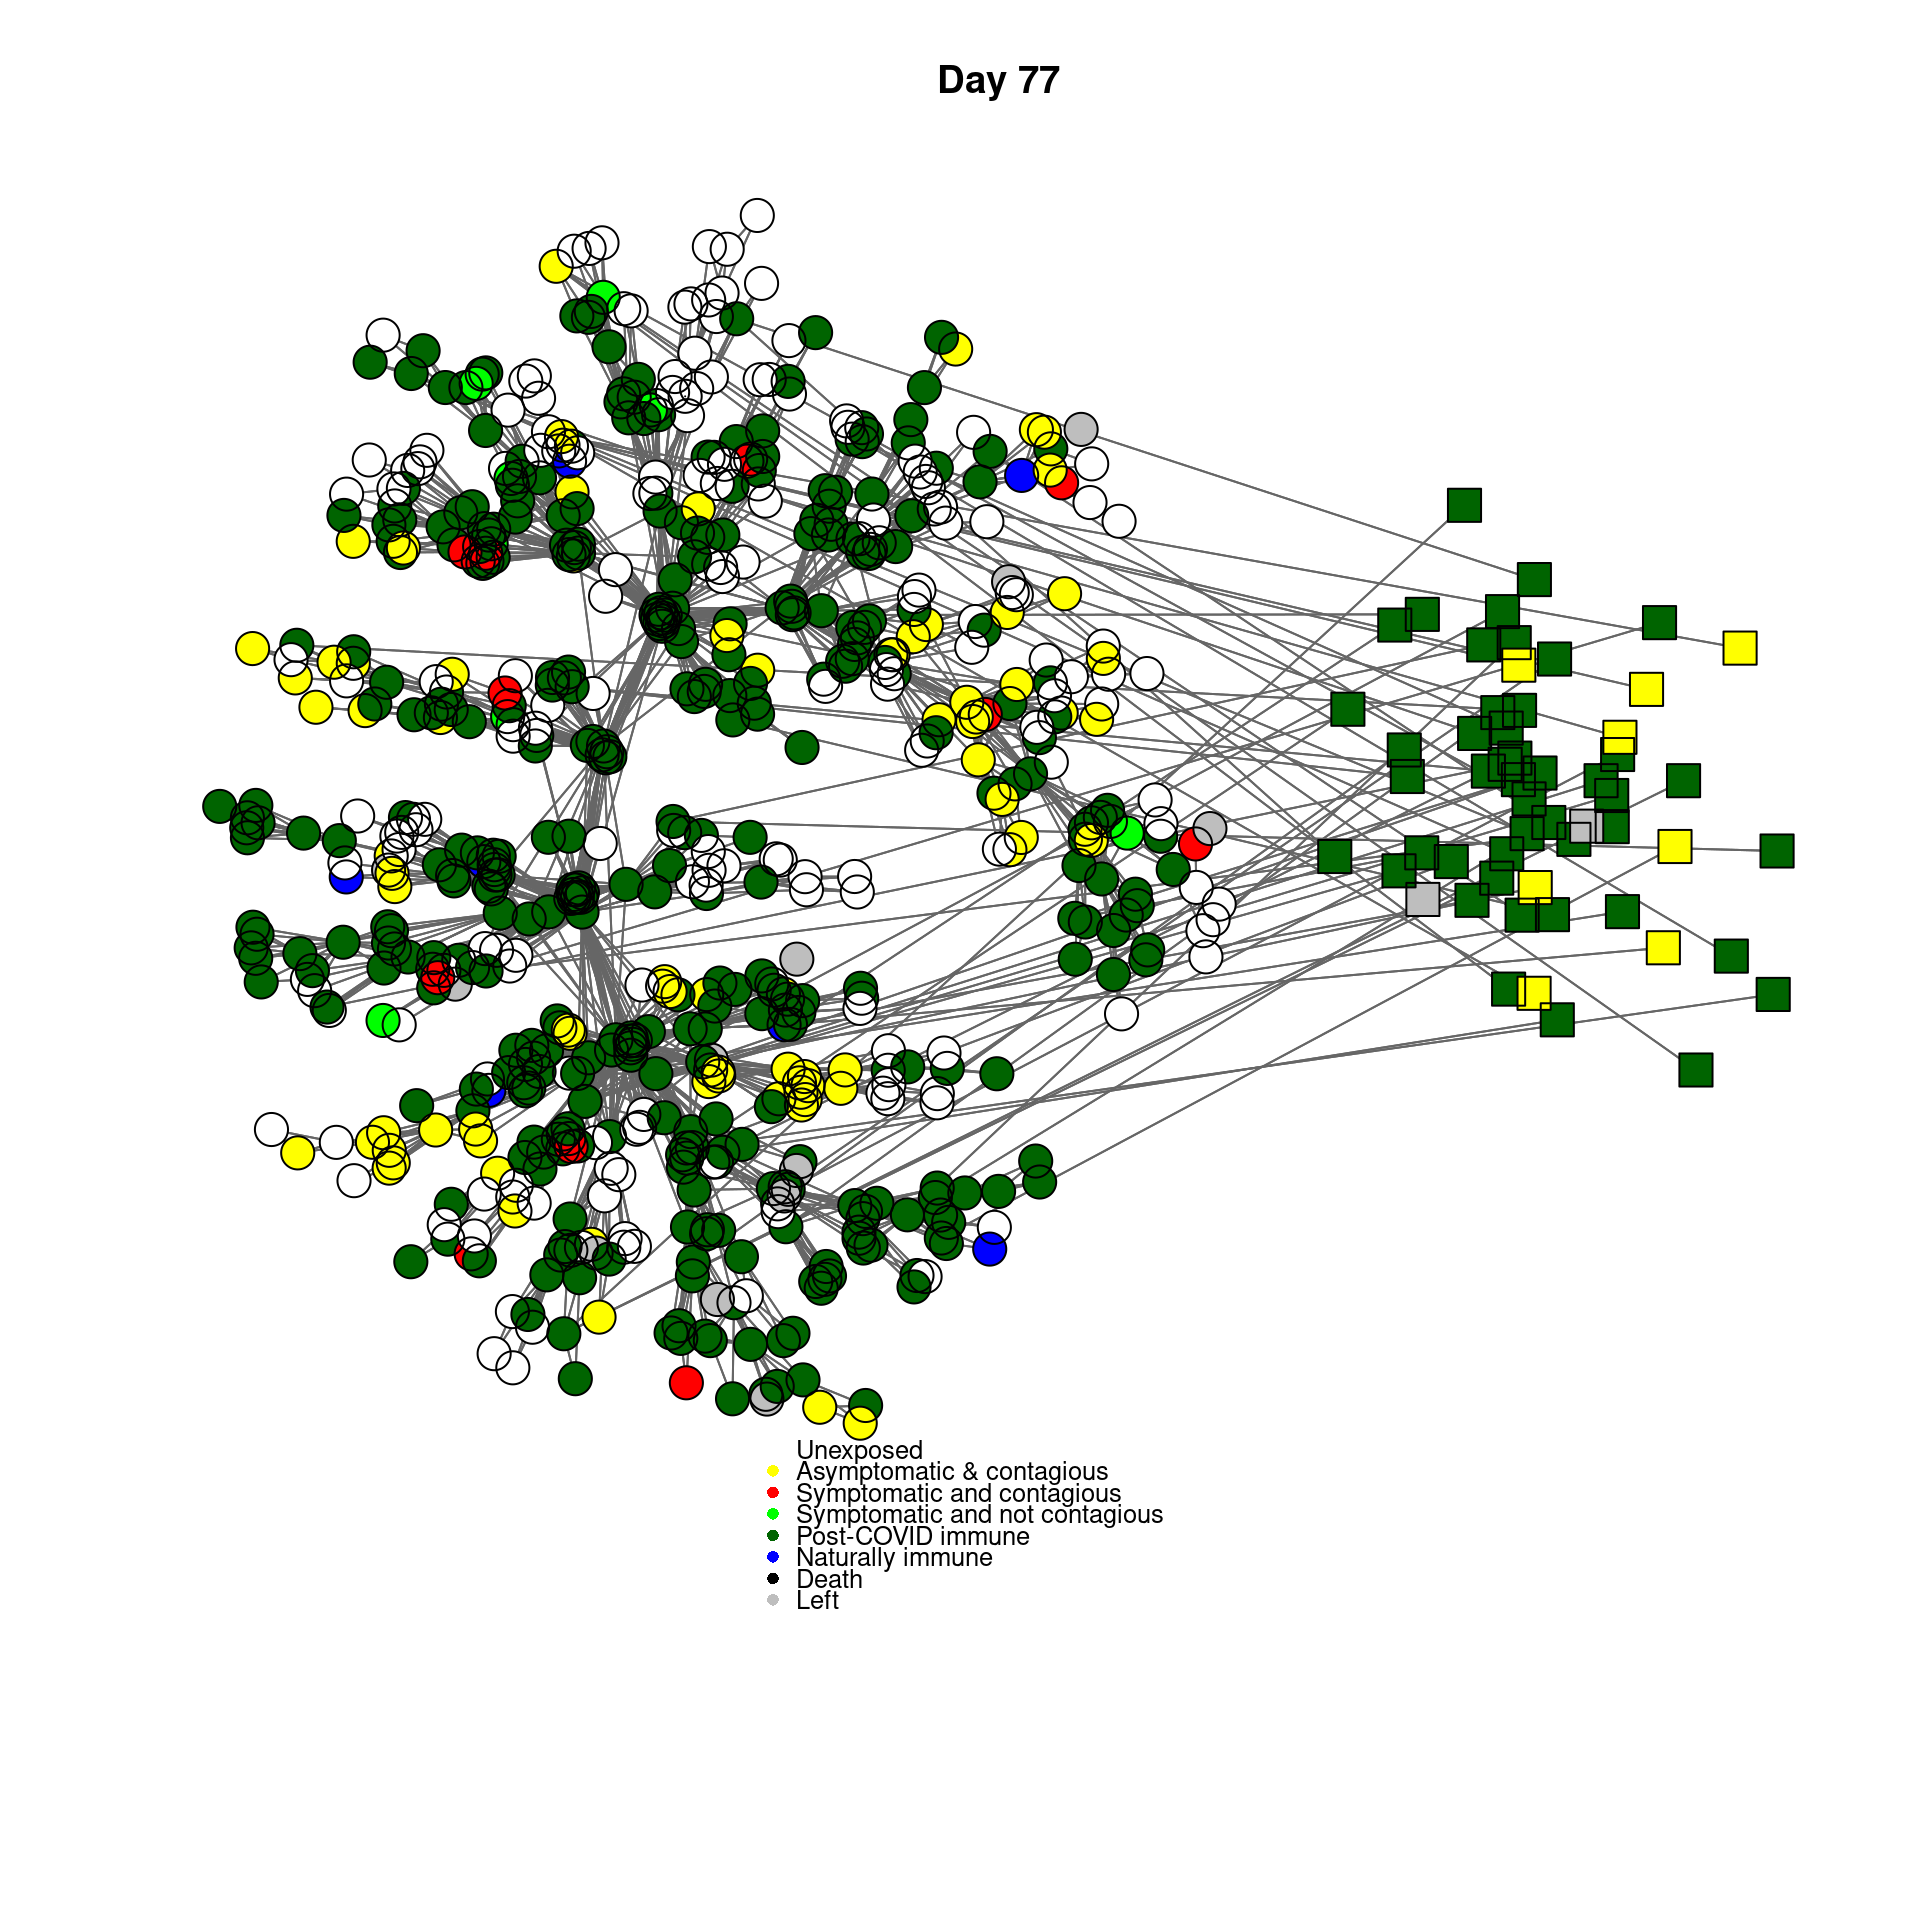 Day 77
Unexposed
Asymptomatic & contagious
Symptomatic and contagious
Symptomatic and not contagious
Post-COVID immune
Naturally immune
Death
Left